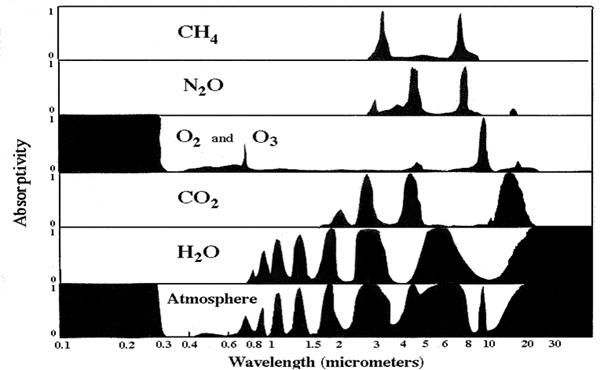 1
CH4
0
1
N2O
0
1
O2 and O3
0
1
CO2
0
1
H2O
0
1
Atmosphere
0
Absorptivity
0.1 0.2 0.3 0.4 0.6 0.8 1 1.5 2 3 4 5 6 8 10 20 30
Wavelength (micrometers)